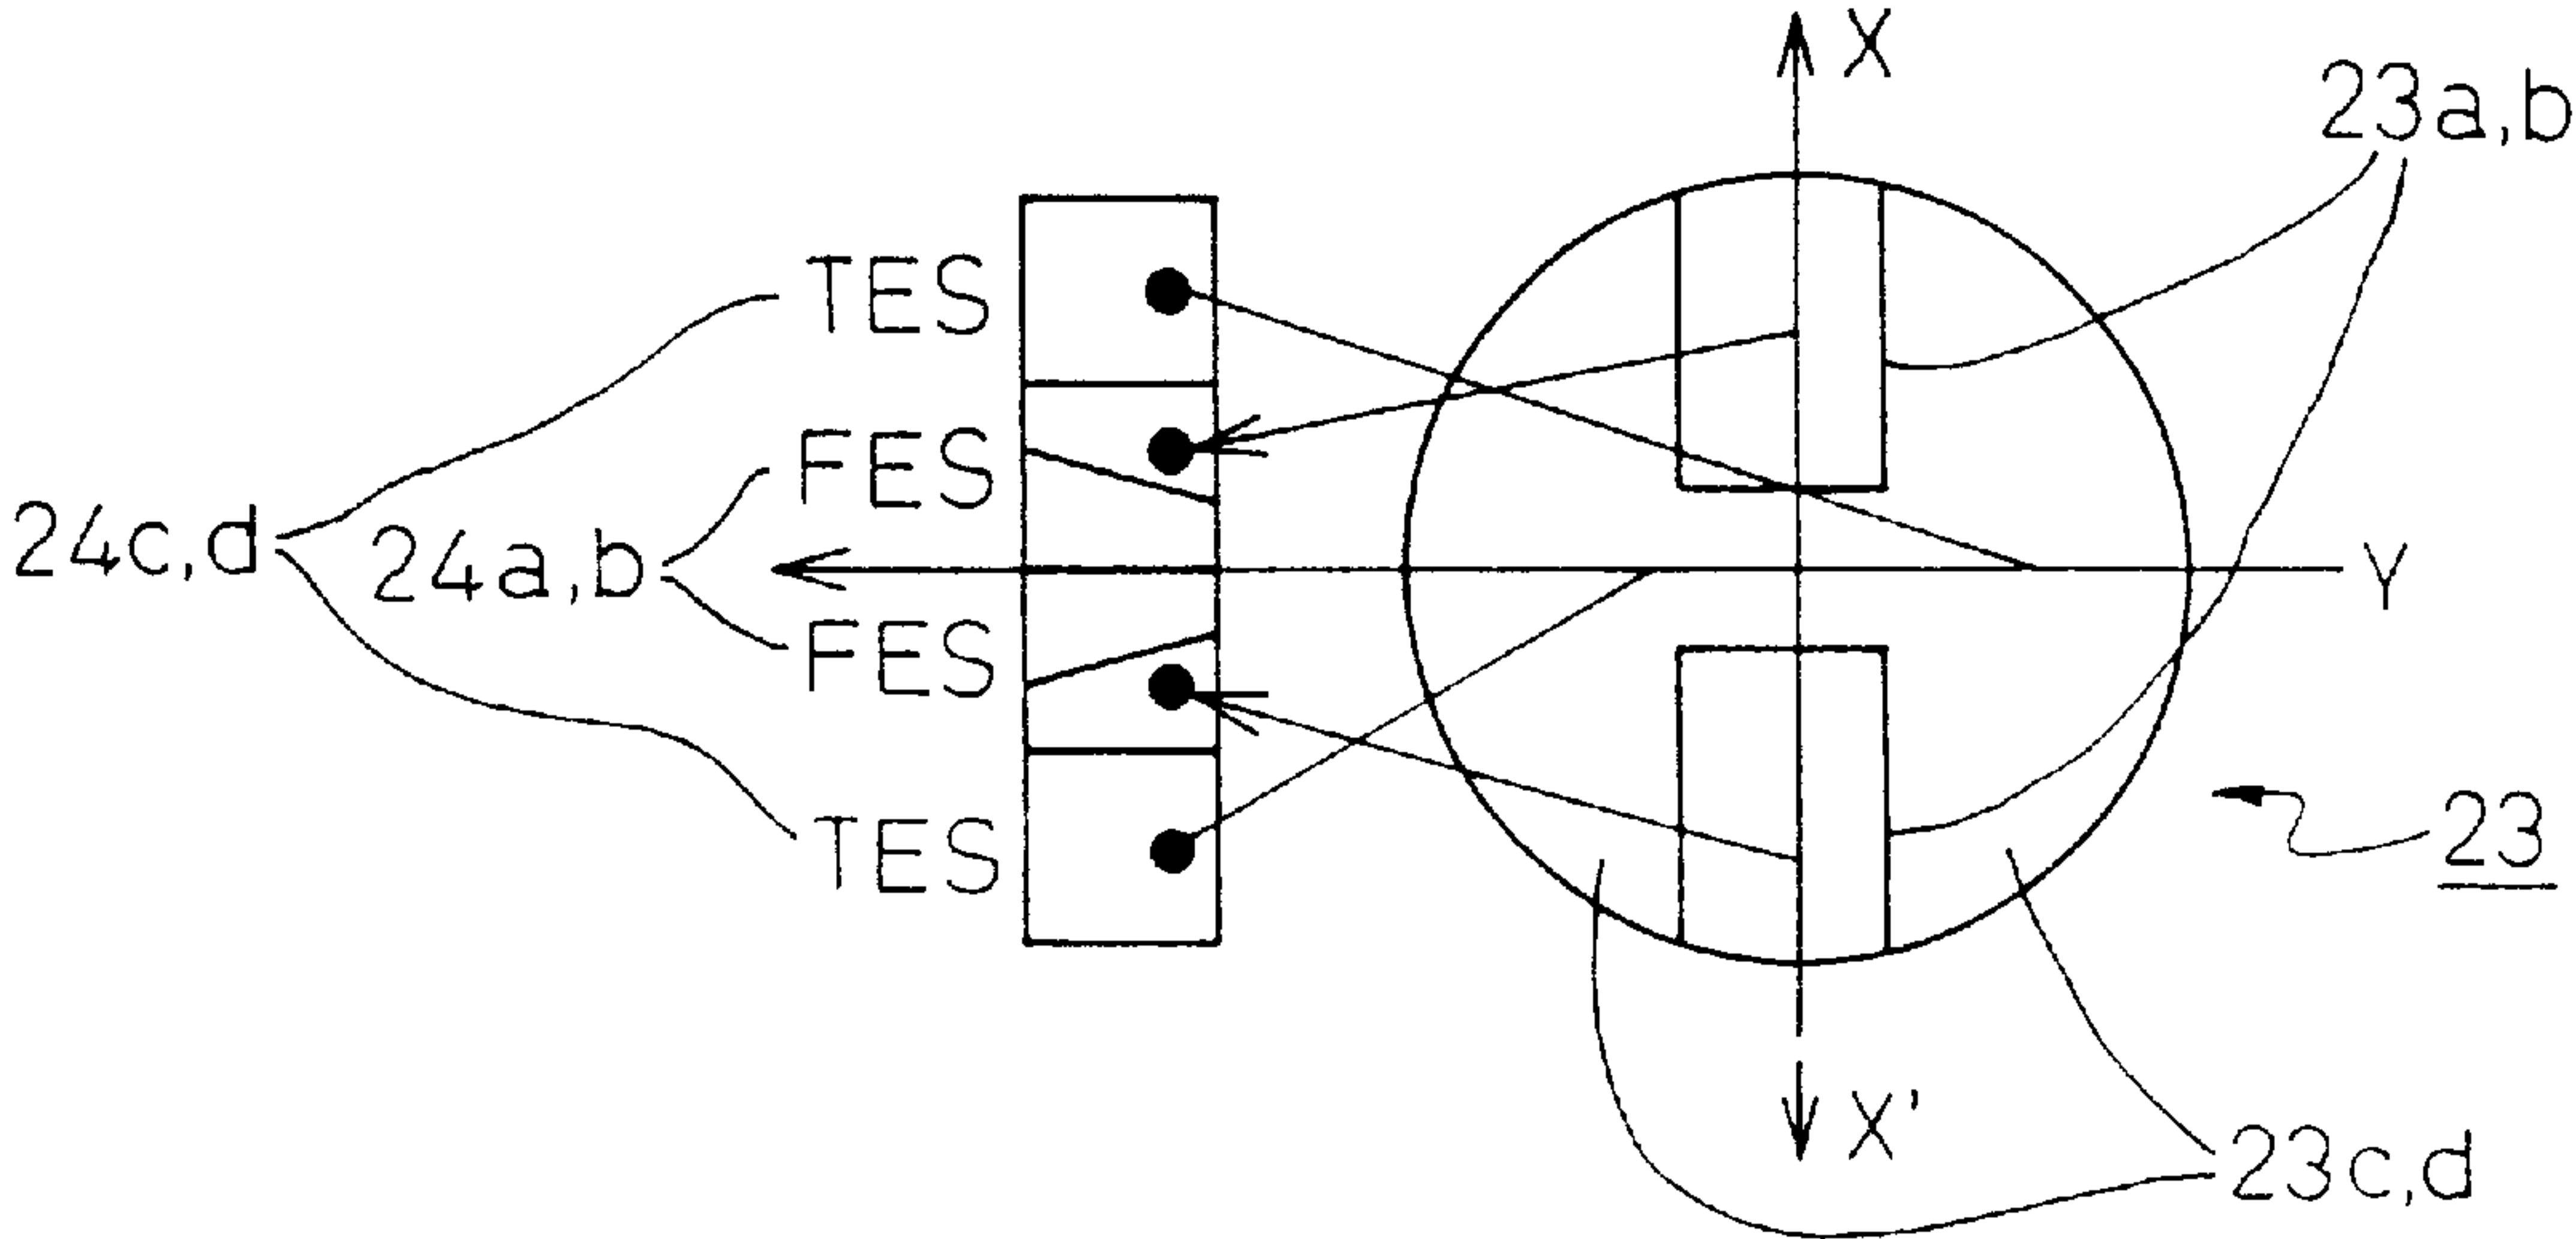 X
23a,b
TES
FES
24c,d
24a,b
Y
FES
23
TES
X'
23c,d